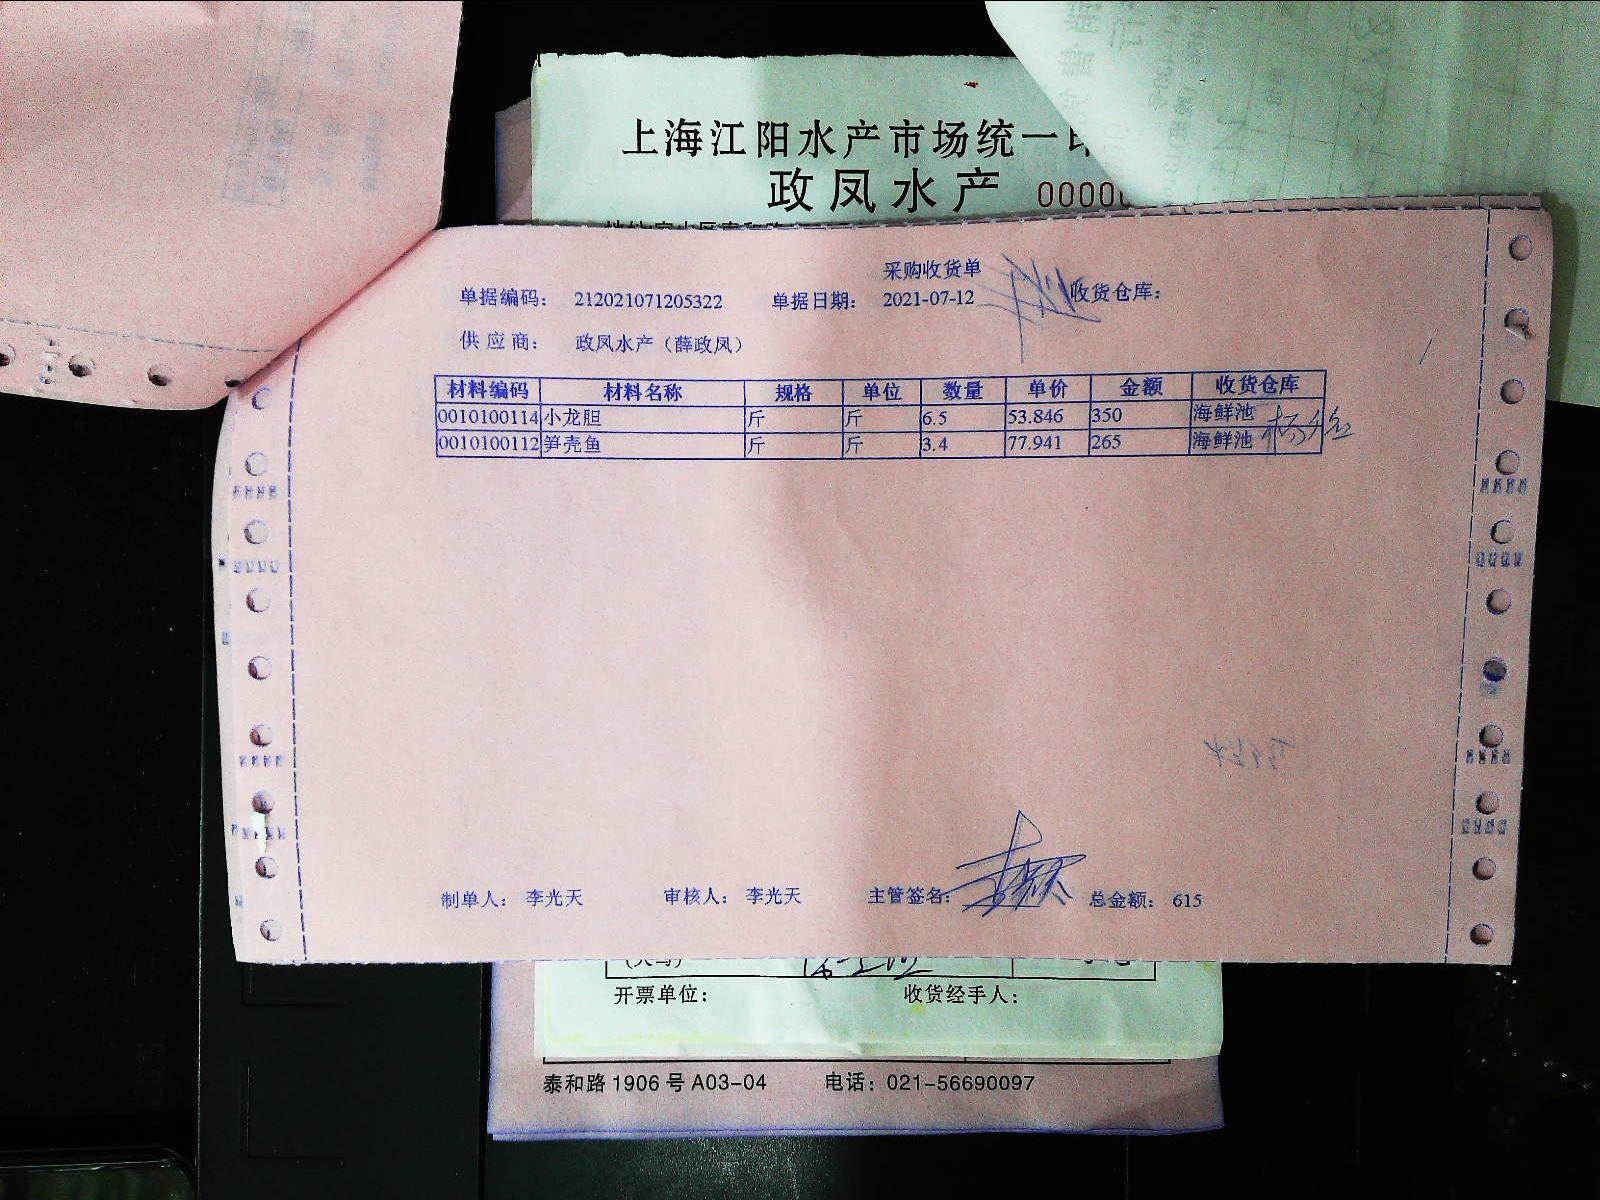 上海江阳水产市场统一
政凤水产 0000
采购收货单
单据编码: 212021071205322 单据日期: 2021-07-12 收货仓库:
供应商: 政凤水产(薛政凤)
材料编码 材料名称 规格 单位 数量 单价 金额 收货仓库
0010100114 小龙胆 斤 斤 6.5 53.846 350 海鲜池
0010100112 笋壳鱼 斤 斤 3.4 77.941 265 海鲜池
制单人: 李光天 审核人: 李光天 主管签名: 总金额: 615
开票单位: 收货经手人:
泰和路1906号A03-04 电话: 021-56690097